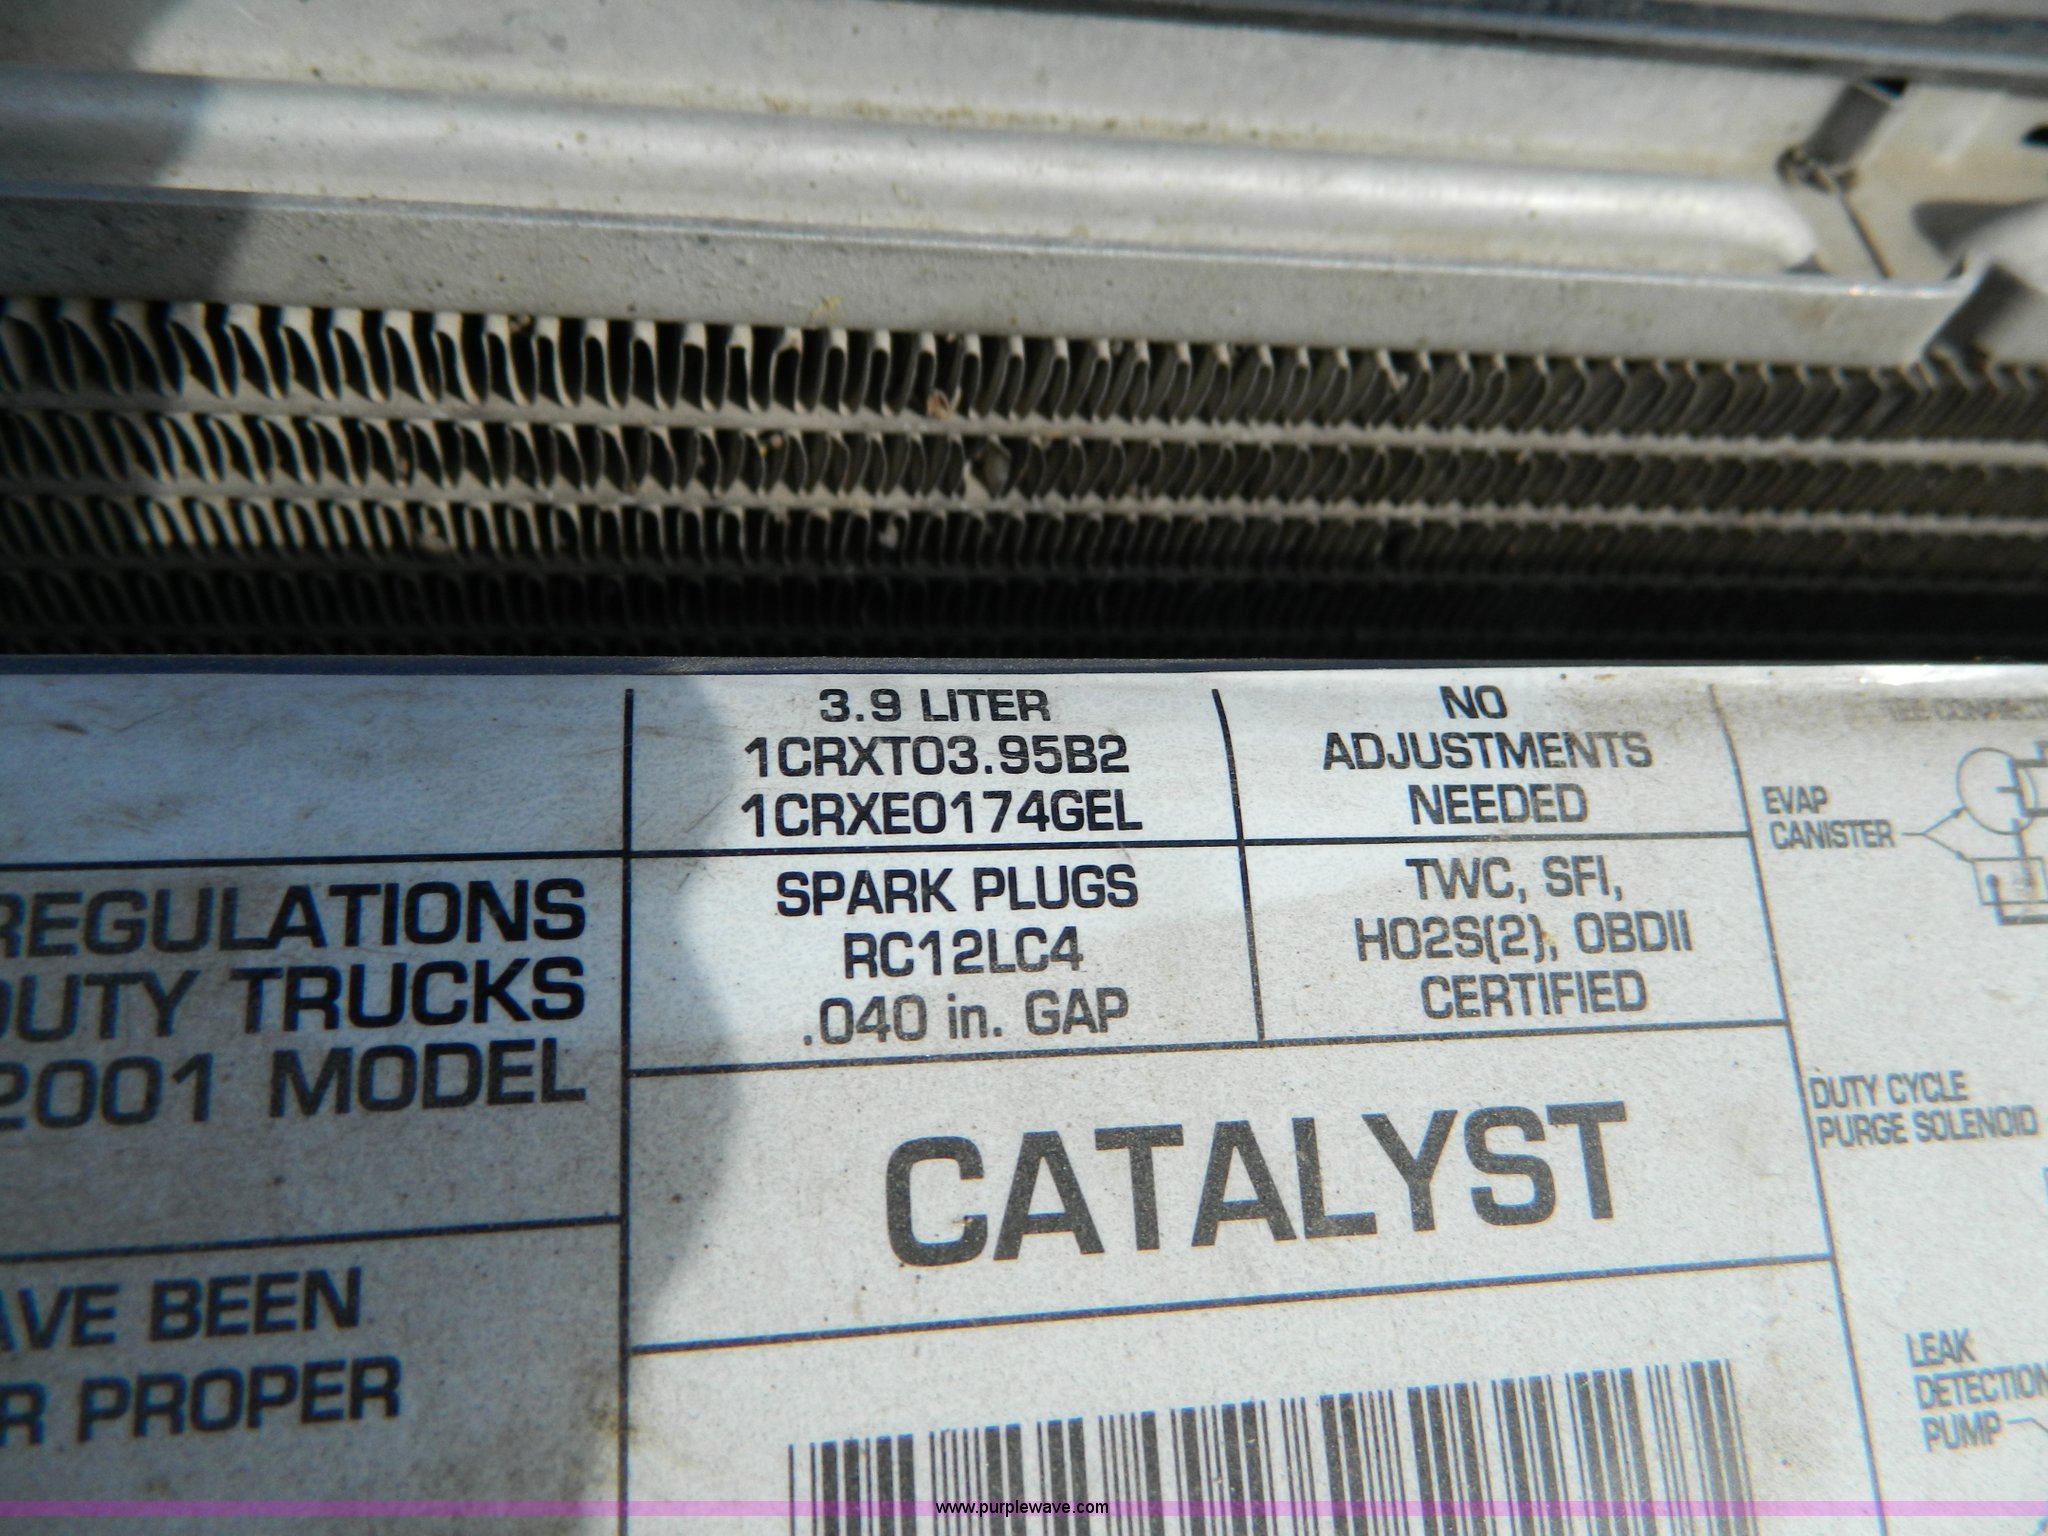 3.9 LITER
1CRXT03.95B2
1CRXE0174GEL
NO
ADJUSTMENTS
NEEDED
REGULATIONS
DUTY TRUCKS
2001 MODEL
SPARK PLUGS
RC12LC4
.040 in. GAP
TWC, SFI,
HO2S(2), OBDII
CERTIFIED
CATALYST
BEEN
PROPER
EVAP
CANISTER
DUTY CYCLE
PURGE SOLENOID
LEAK
DETECTION
PUMP
www.purplewave.com